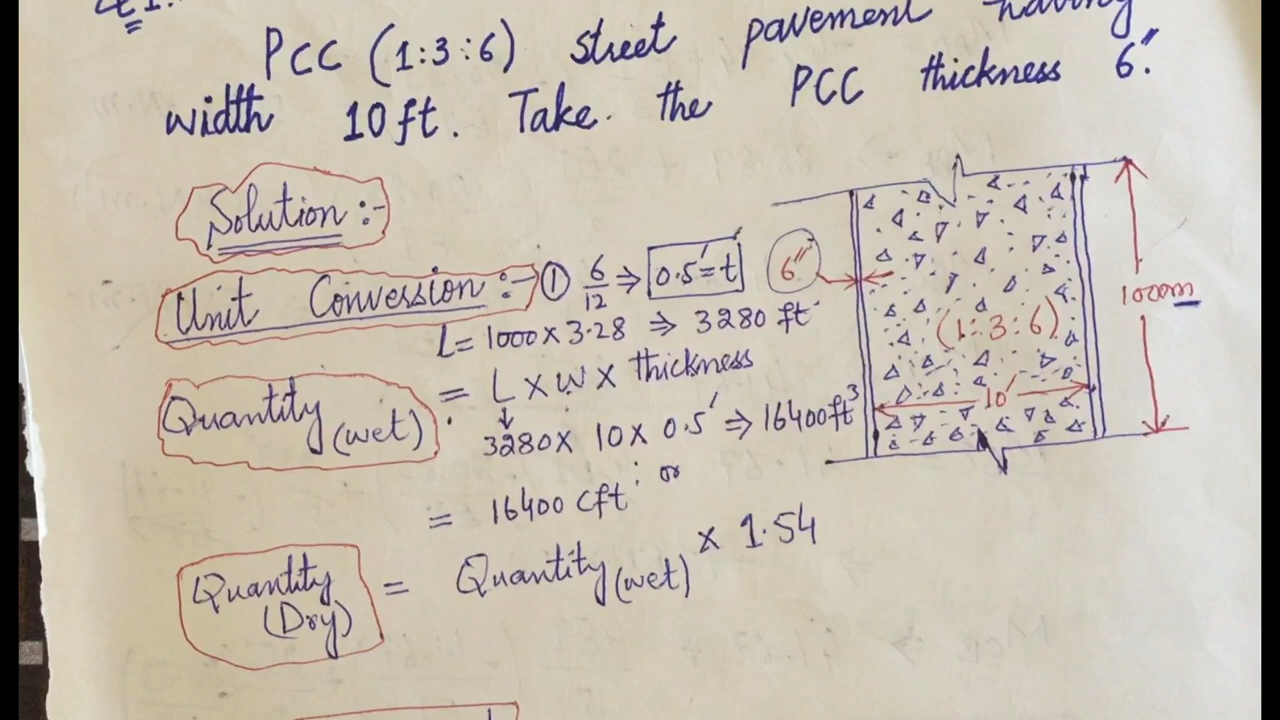 PCC (1:3:6) street pavement having
width 10ft. Take the PCC thickness 6".
Solution :-
Unit Conversion :- ① 6/12 ⇒ 0.5' = t
L = 1000 × 3.28 ⇒ 3280 ft
Quantity (wet) = L × W × thickness
3280 × 10 × 0.5' ⇒ 16400 ft³
or
= 16400 cft
Quantity (Dry) = Quantity (wet) × 1.54
6"
1000m
(1:3:6)
10'